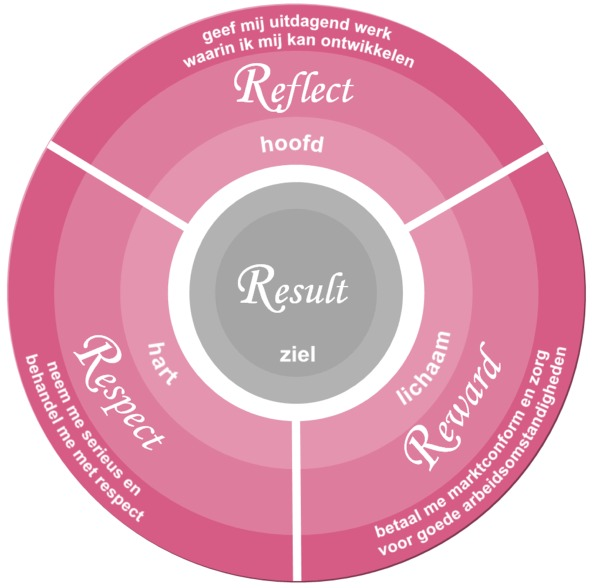 geef mij uitdagend werk
waarin ik mij kan ontwikkelen
Reflect
hoofd
Result
ziel
hart
Respect
neem me serieus en
behandel me met respect
lichaam
Reward
betaal me marktconform en zorg
voor goede arbeidsomstandigheden